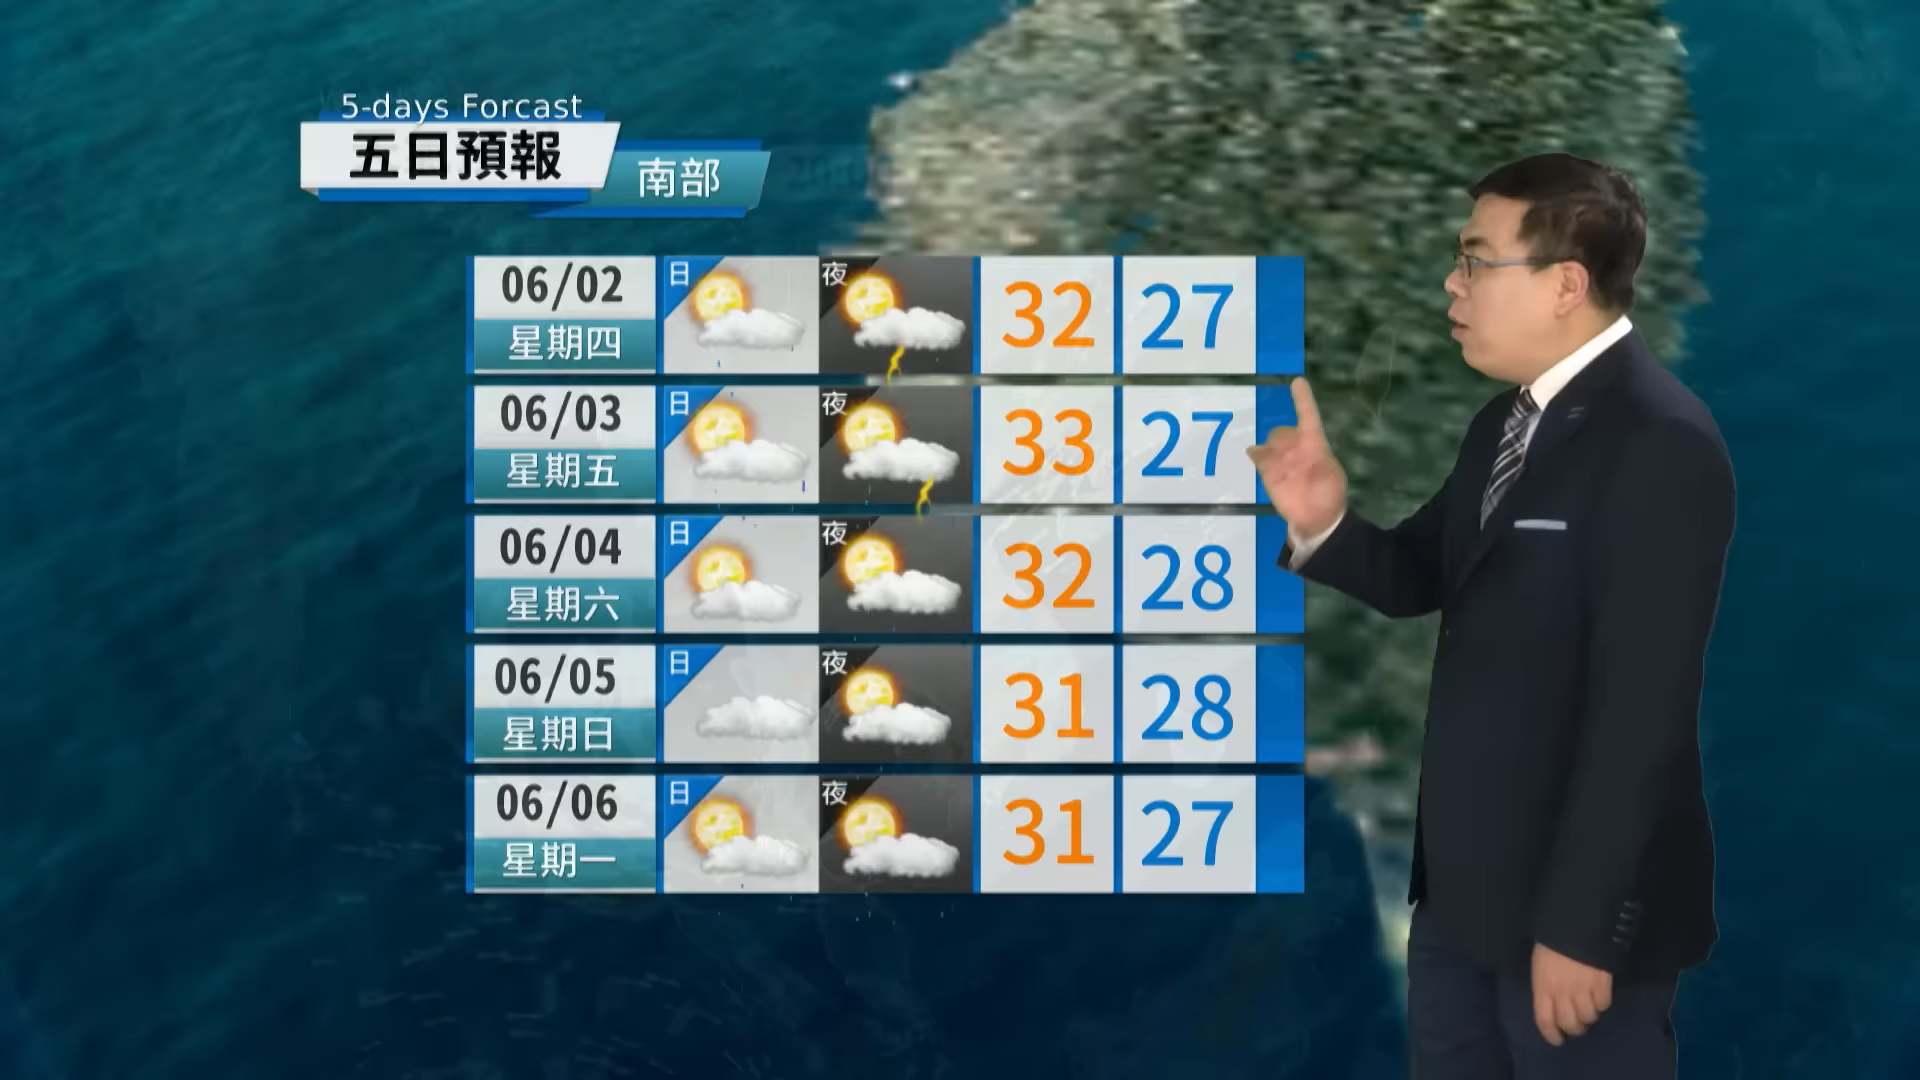 5-days Forcast
五日預報
南部
06/02
星期四
日
夜
32
27
06/03
星期五
日
夜
33
27
06/04
星期六
日
夜
32
28
06/05
星期日
日
夜
31
28
06/06
星期一
日
夜
31
27